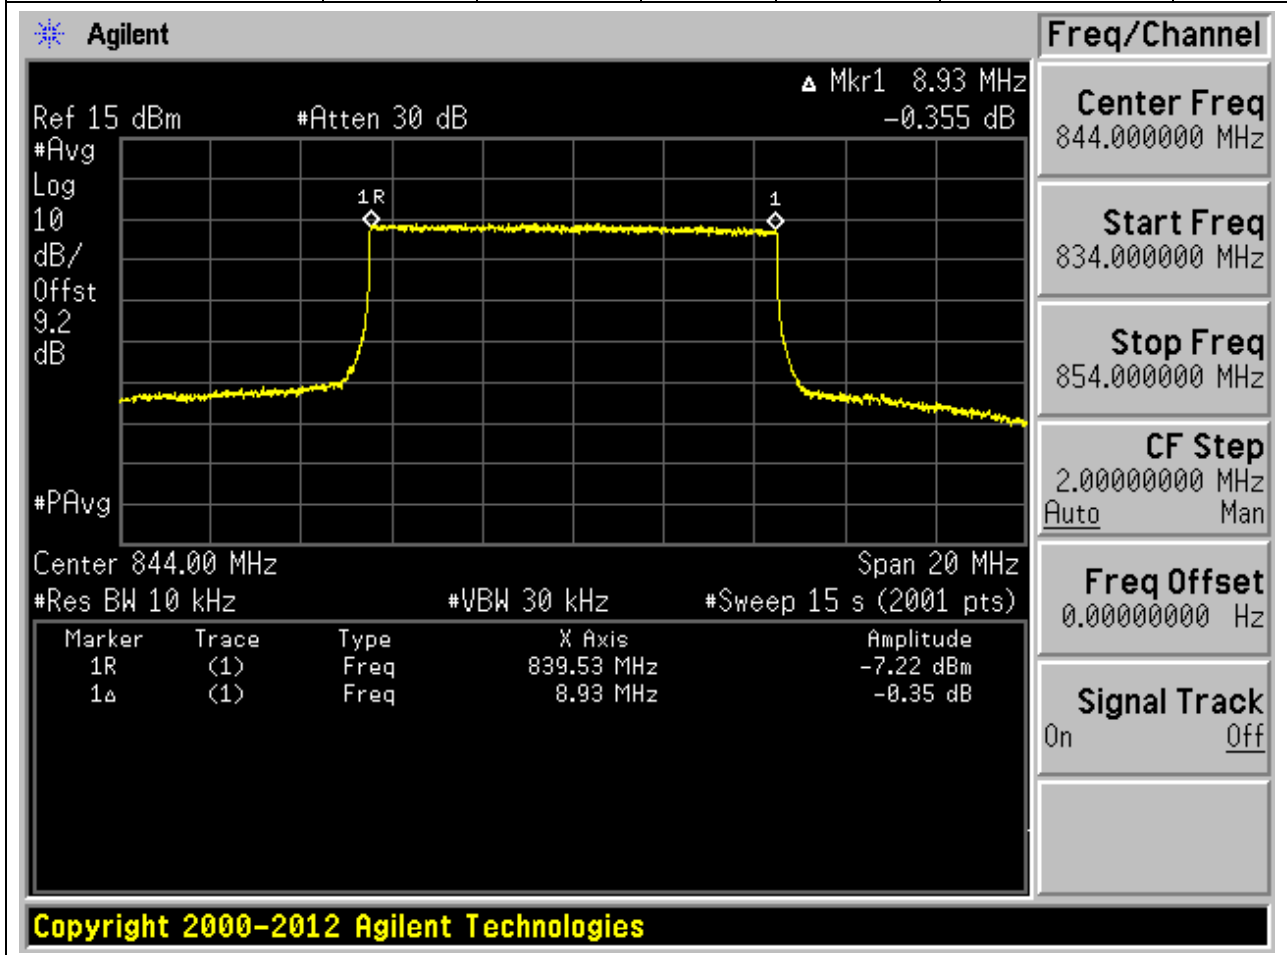 Agilent
Freq/Channel
▵ Mkr1 8.93 MHz
Ref 15 dBm #Atten 30 dB -0.355 dB
#Avg
Log
10
dB/
Offst
9.2
dB
1R
1
#PAvg
Center 844.00 MHz Span 20 MHz
#Res BW 10 kHz #VBW 30 kHz #Sweep 15 s (2001 pts)
Marker Trace Type X Axis Amplitude
1R (1) Freq 839.53 MHz -7.22 dBm
1▵ (1) Freq 8.93 MHz -0.35 dB
Center Freq
844.000000 MHz
Start Freq
834.000000 MHz
Stop Freq
854.000000 MHz
CF Step
2.00000000 MHz
Auto Man
Freq Offset
0.00000000 Hz
Signal Track
On Off
Copyright 2000-2012 Agilent Technologies